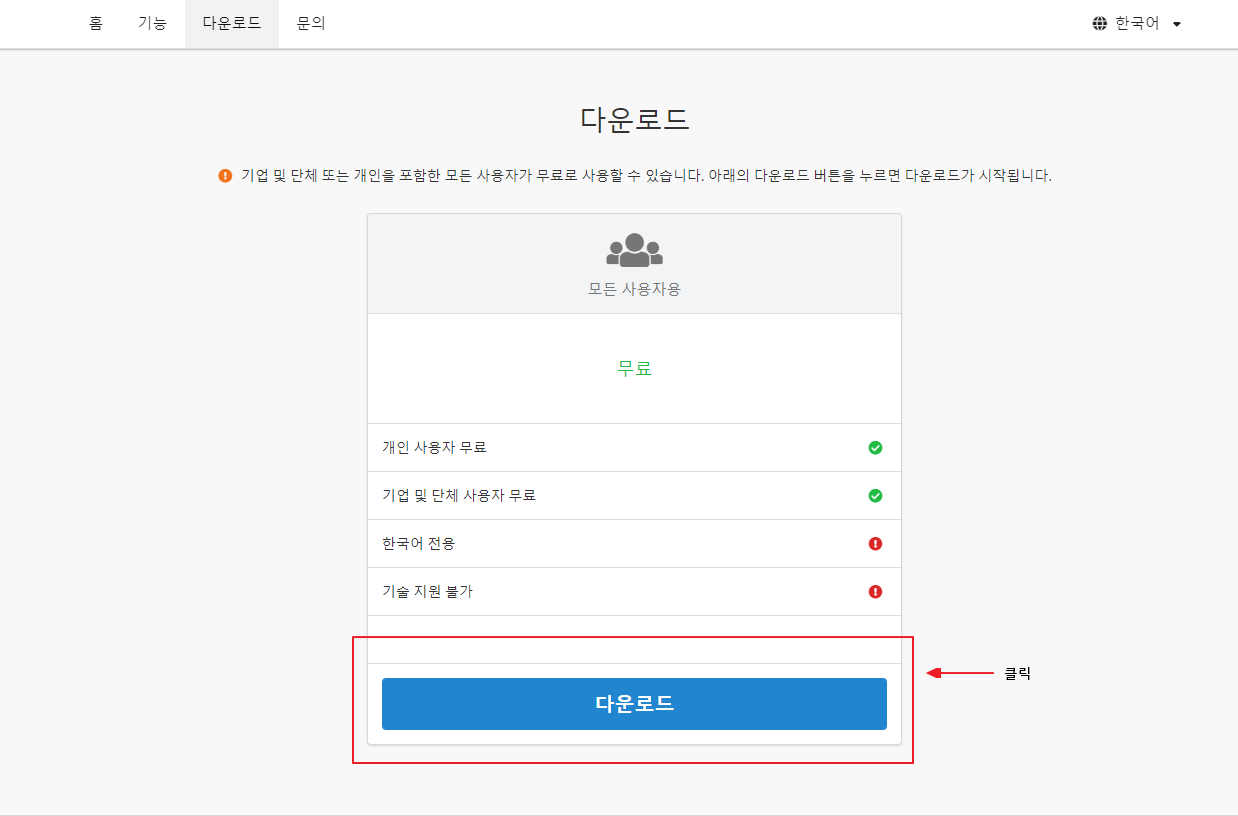 홈 기능 다운로드 문의 한국어
다운로드
기업 및 단체 또는 개인을 포함한 모든 사용자가 무료로 사용할 수 있습니다. 아래의 다운로드 버튼을 누르면 다운로드가 시작됩니다.
모든 사용자용
무료
개인 사용자 무료
기업 및 단체 사용자 무료
한국어 전용
기술 지원 불가
클릭
다운로드